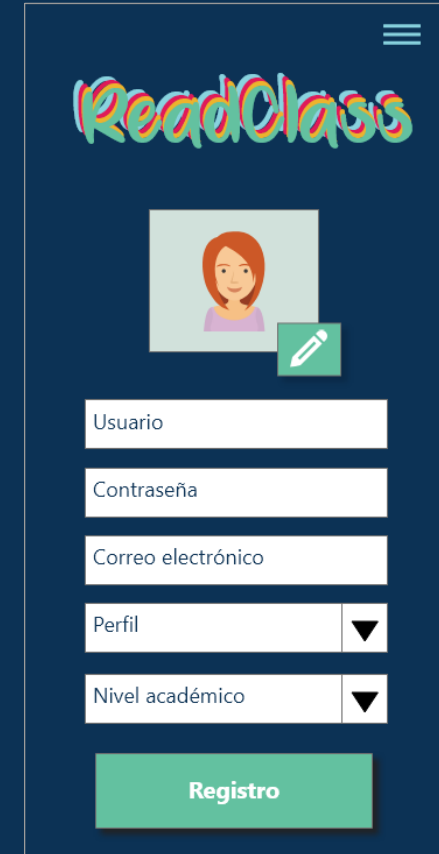 ReadClass
Usuario
Contraseña
Correo electrónico
Perfil
Nivel académico
Registro